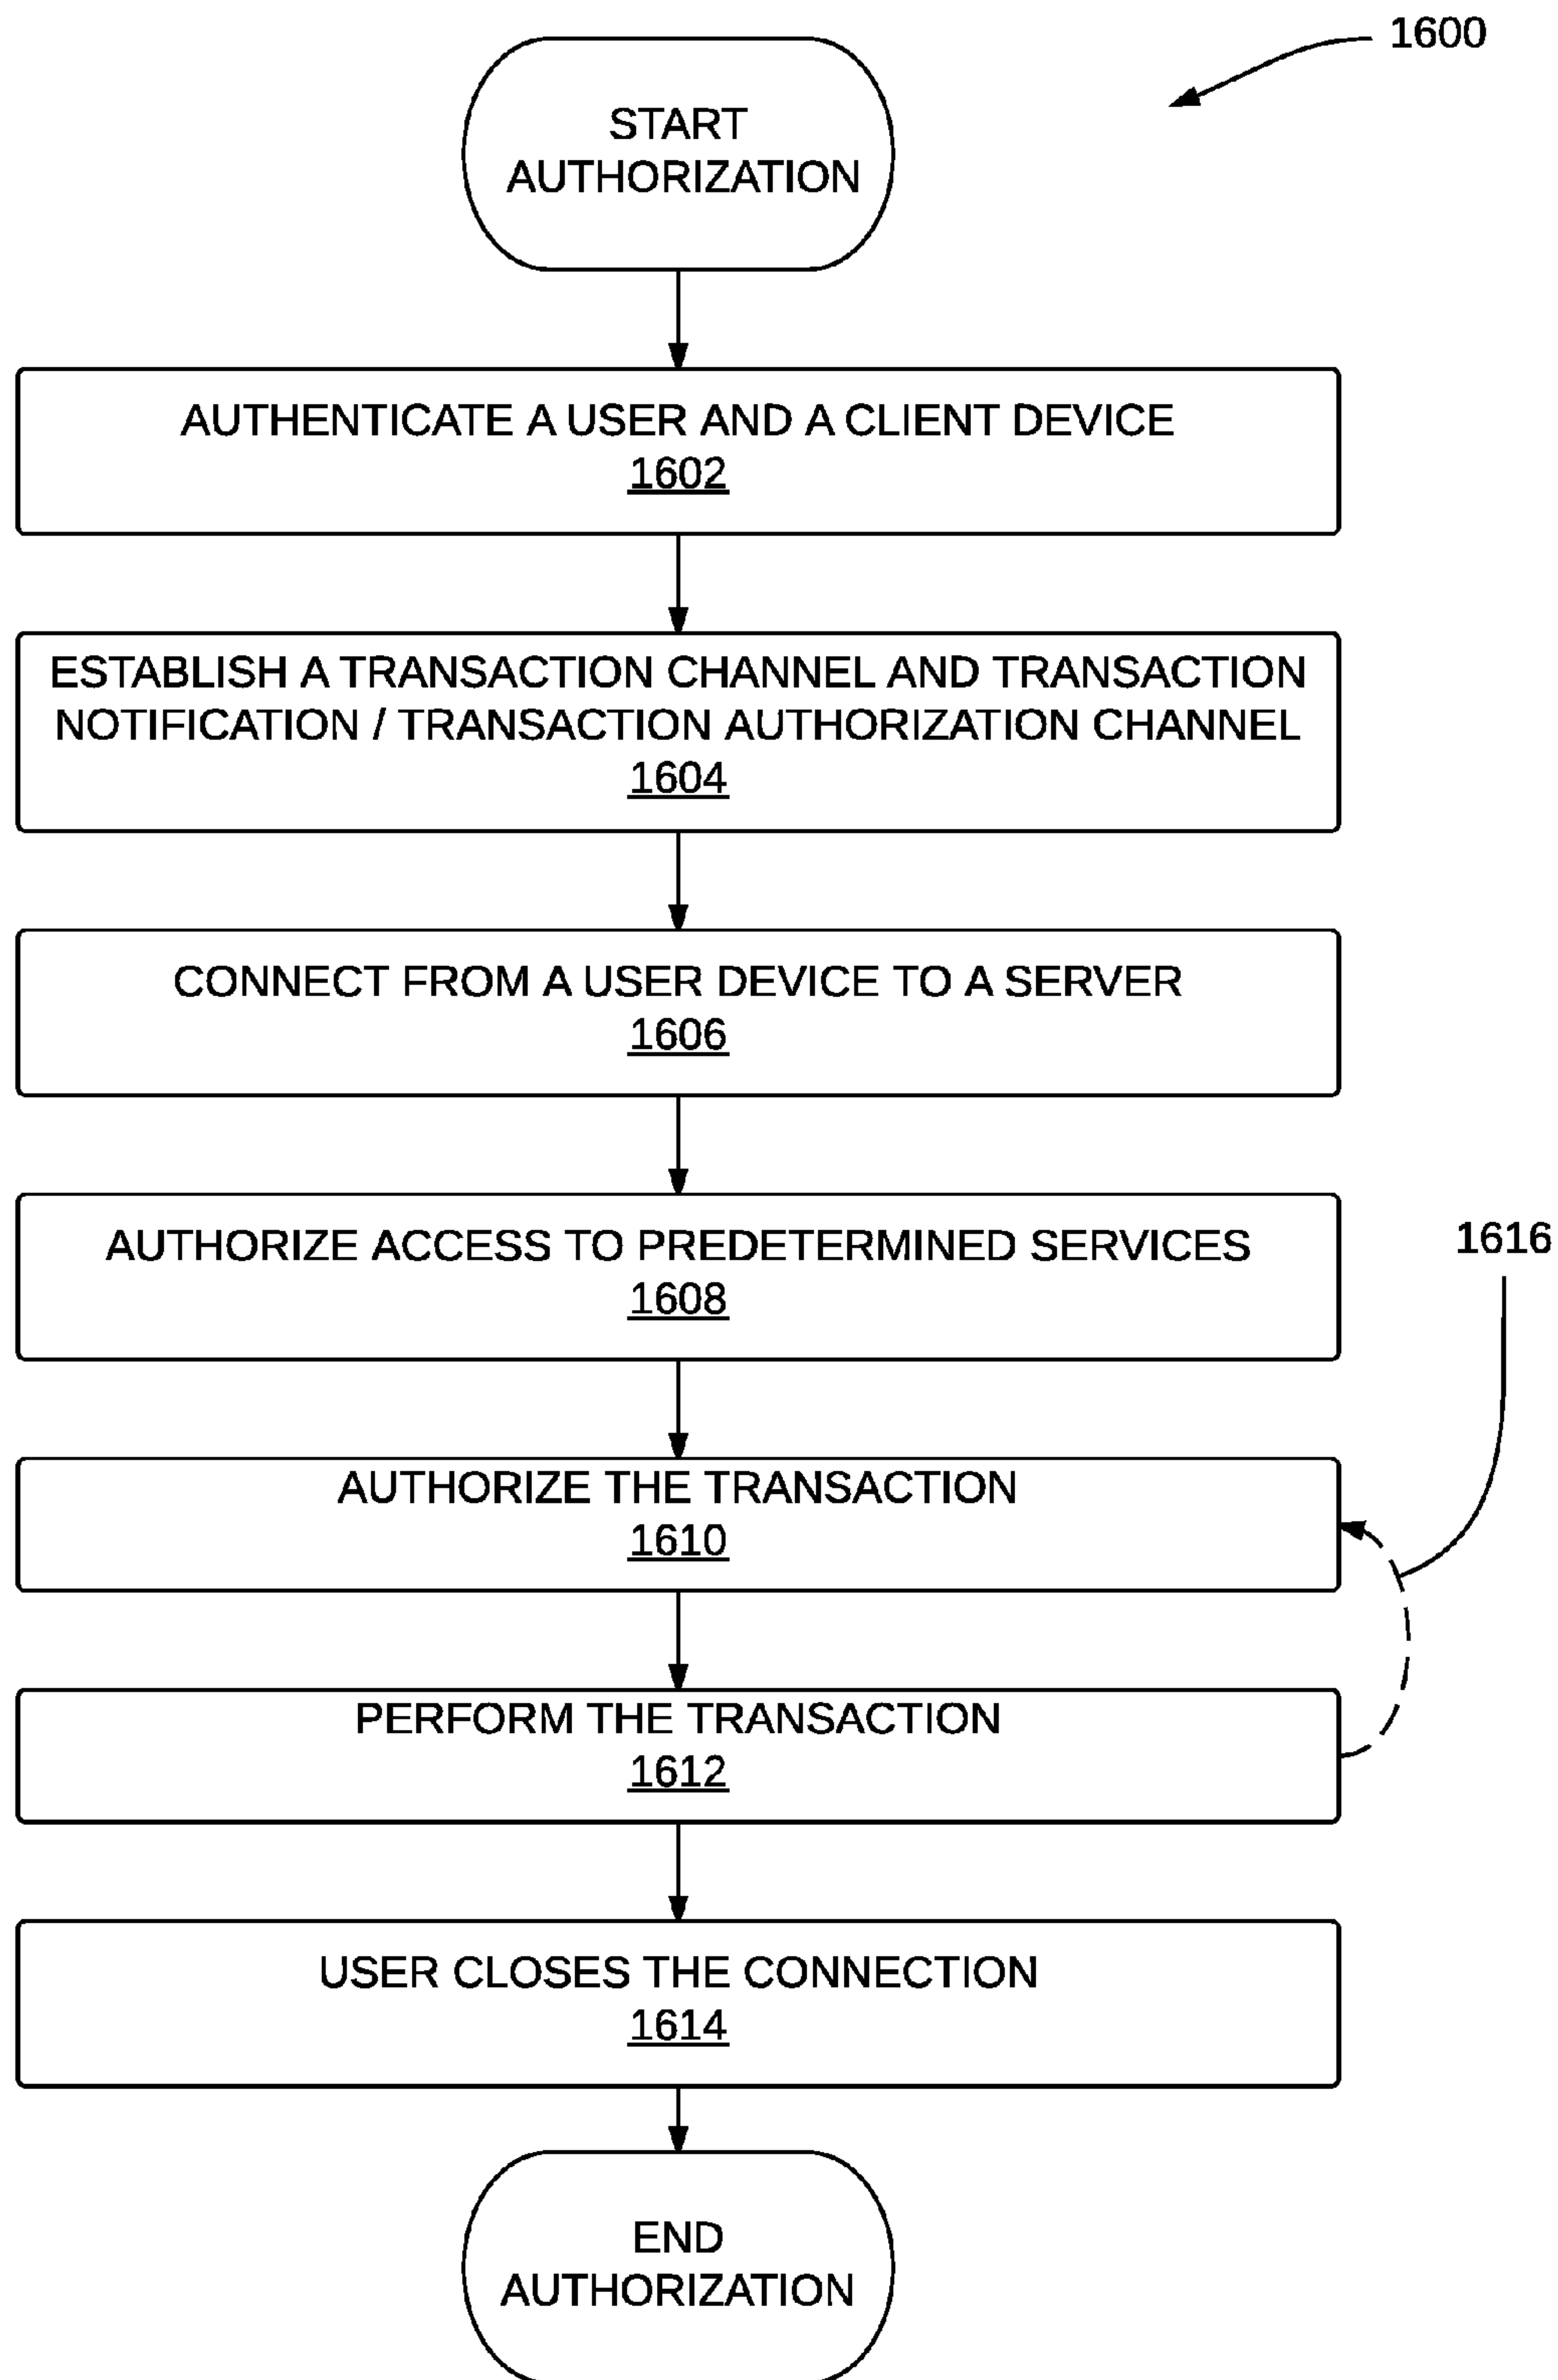 1600
START
AUTHORIZATION
AUTHENTICATE A USER AND A CLIENT DEVICE
1602
ESTABLISH A TRANSACTION CHANNEL AND TRANSACTION
NOTIFICATION / TRANSACTION AUTHORIZATION CHANNEL
1604
CONNECT FROM A USER DEVICE TO A SERVER
1606
AUTHORIZE ACCESS TO PREDETERMINED SERVICES
1608
1616
AUTHORIZE THE TRANSACTION
1610
PERFORM THE TRANSACTION
1612
USER CLOSES THE CONNECTION
1614
END
AUTHORIZATION